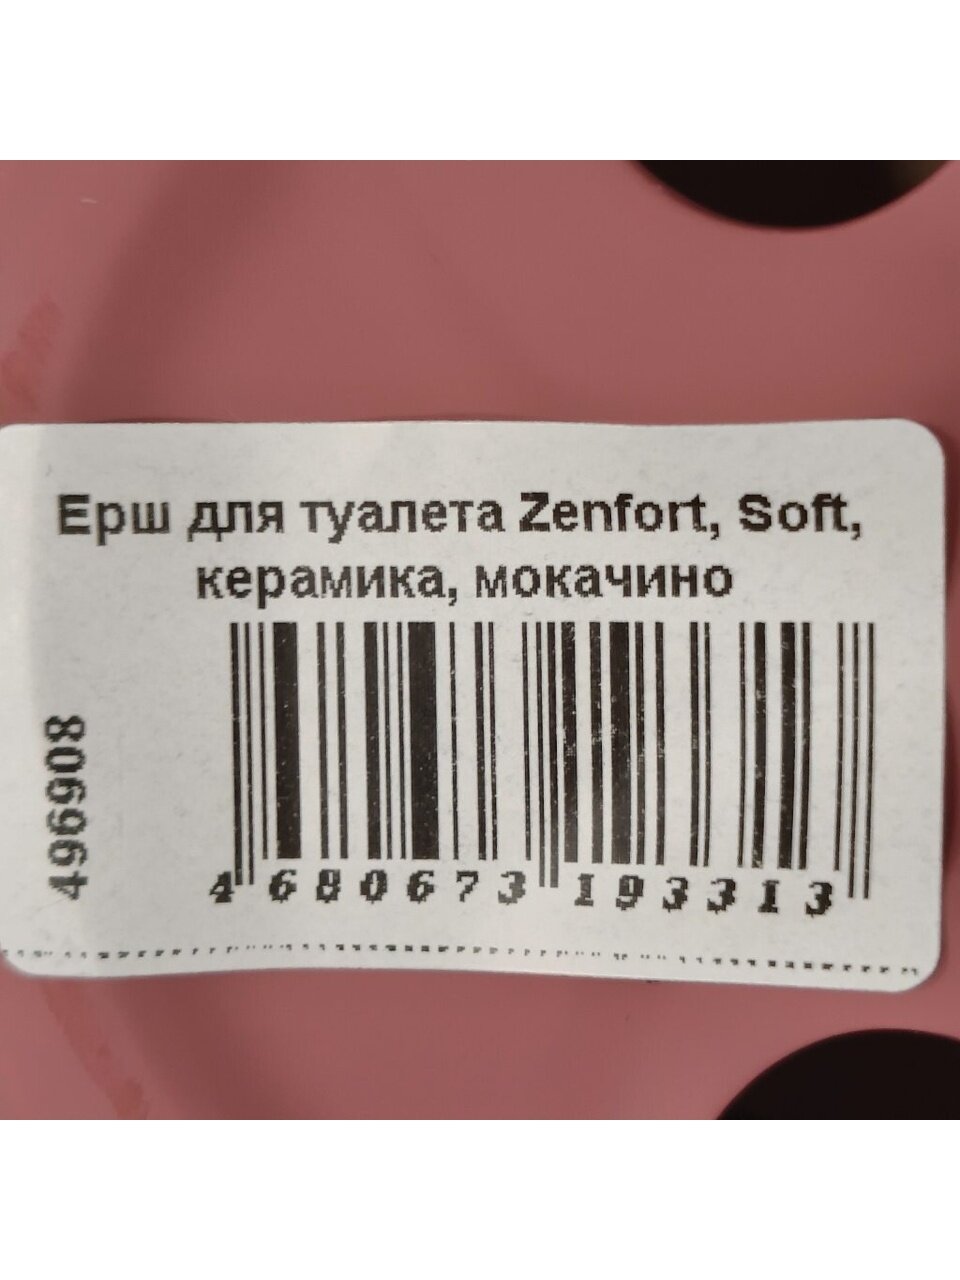 Ерш для туалета Zenfort, Soft,
керамика, мокачино
496908
4 680673 193313